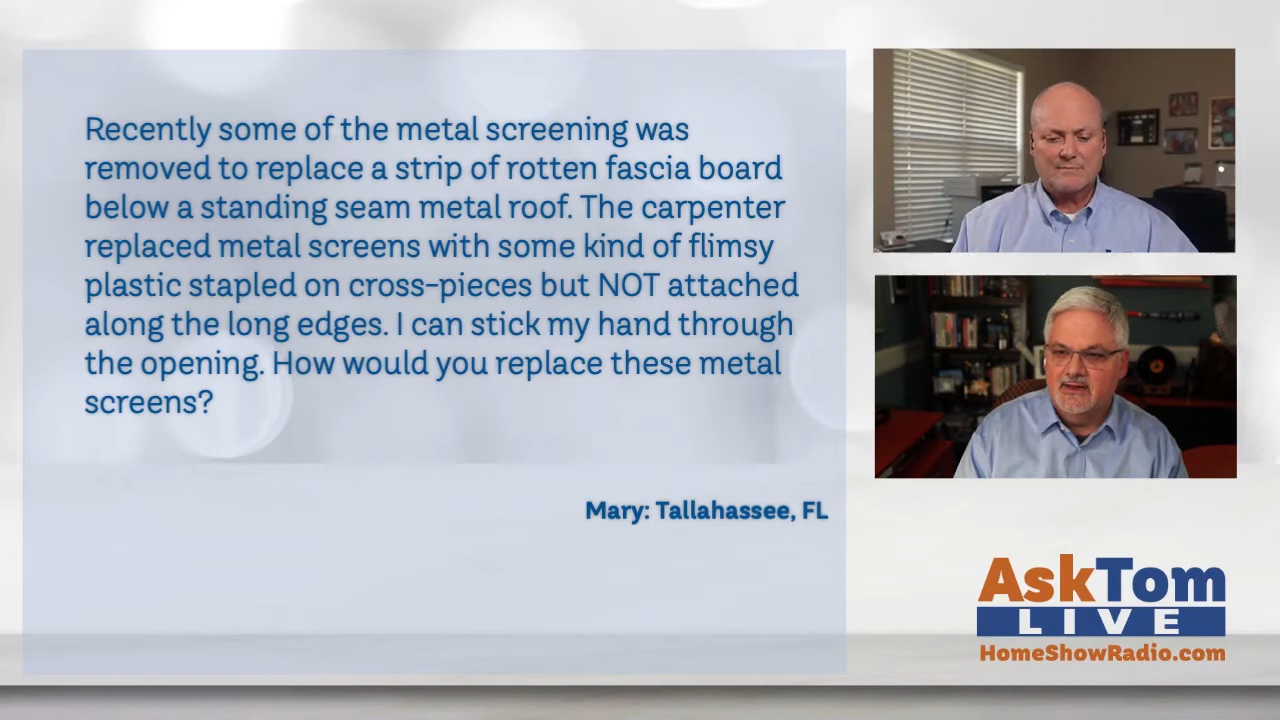 Recently some of the metal screening was
removed to replace a strip of rotten fascia board
below a standing seam metal roof. The carpenter
replaced metal screens with some kind of flimsy
plastic stapled on cross-pieces but NOT attached
along the long edges. I can stick my hand through
the opening. How would you replace these metal
screens?
Mary: Tallahassee, FL
AskTom
LIVE
HomeShowRadio.com